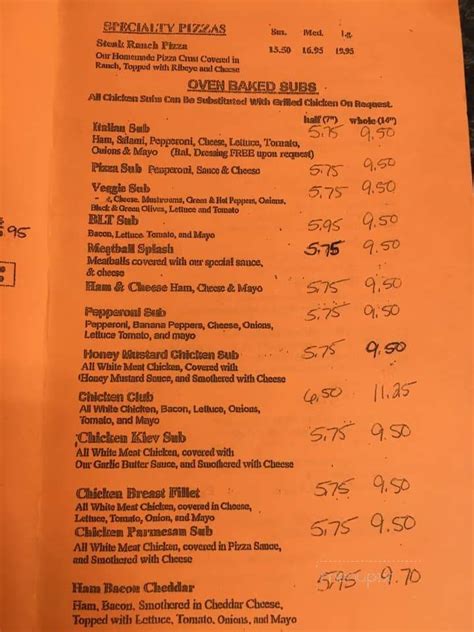 SPECIALTY PIZZAS Sm. Med. Lg.
Steak Ranch Pizza 13.50 16.95 19.95
Our Homemade Pizza Crust Covered in
Ranch, Topped with Ribeye and Cheese
OVEN BAKED SUBS
All Chicken Subs Can Be Substituted With Grilled Chicken On Request.
half (7") whole (14")
Italian Sub 5.75 9.50
Ham, Salami, Pepperoni, Cheese, Lettuce, Tomato,
Onions & Mayo (Ital. Dressing FREE upon request)
Pizza Sub Pepperoni, Sauce & Cheese 5.75 9.50
Veggie Sub 5.75 9.50
Cheese, Mushrooms, Green & Hot Peppers, Onions,
Black & Green Olives, Lettuce and Tomato
BLT Sub 5.95 9.50
Bacon, Lettuce, Tomato, and Mayo
Meatball Splash 5.75 9.50
Meatballs covered with our special sauce,
& cheese
Ham & Cheese Ham, Cheese & Mayo 5.75 9.50
Pepperoni Sub 5.75 9.50
Pepperoni, Banana Peppers, Cheese, Onions,
Lettuce Tomato, and mayo
Honey Mustard Chicken Sub 5.75 9.50
All White Meat Chicken, Covered with
Honey Mustard Sauce, and Smothered with Cheese
Chicken Club 6.50 11.25
All White Chicken, Bacon, Lettuce, Onions,
Tomato, and Mayo
Chicken Kiev Sub 5.75 9.50
All White Meat Chicken, covered with
Our Garlic Butter Sauce, and Smothered with Cheese
Chicken Breast Fillet 575 9.50
All White Meat Chicken, covered in Cheese,
Lettuce, Tomato, Onion, and Mayo
Chicken Parmesan Sub 5.75 9.50
All White Meat Chicken, covered in Pizza Sauce,
and Smothered with Cheese
Ham Bacon Cheddar 5.75 9.70
Ham, Bacon, Smothered in Cheddar Cheese,
Topped with Lettuce, Tomato, Onions, and Mayo
95